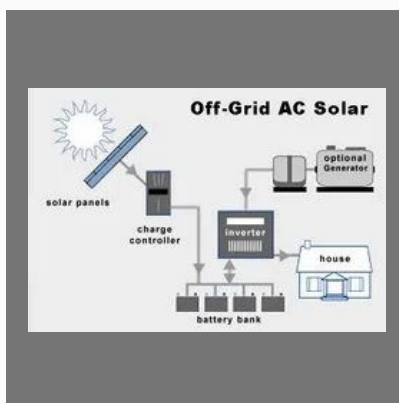 Off-Grid AC Solar
solar panels
charge
controller
optional
Generator
inverter
house
battery bank